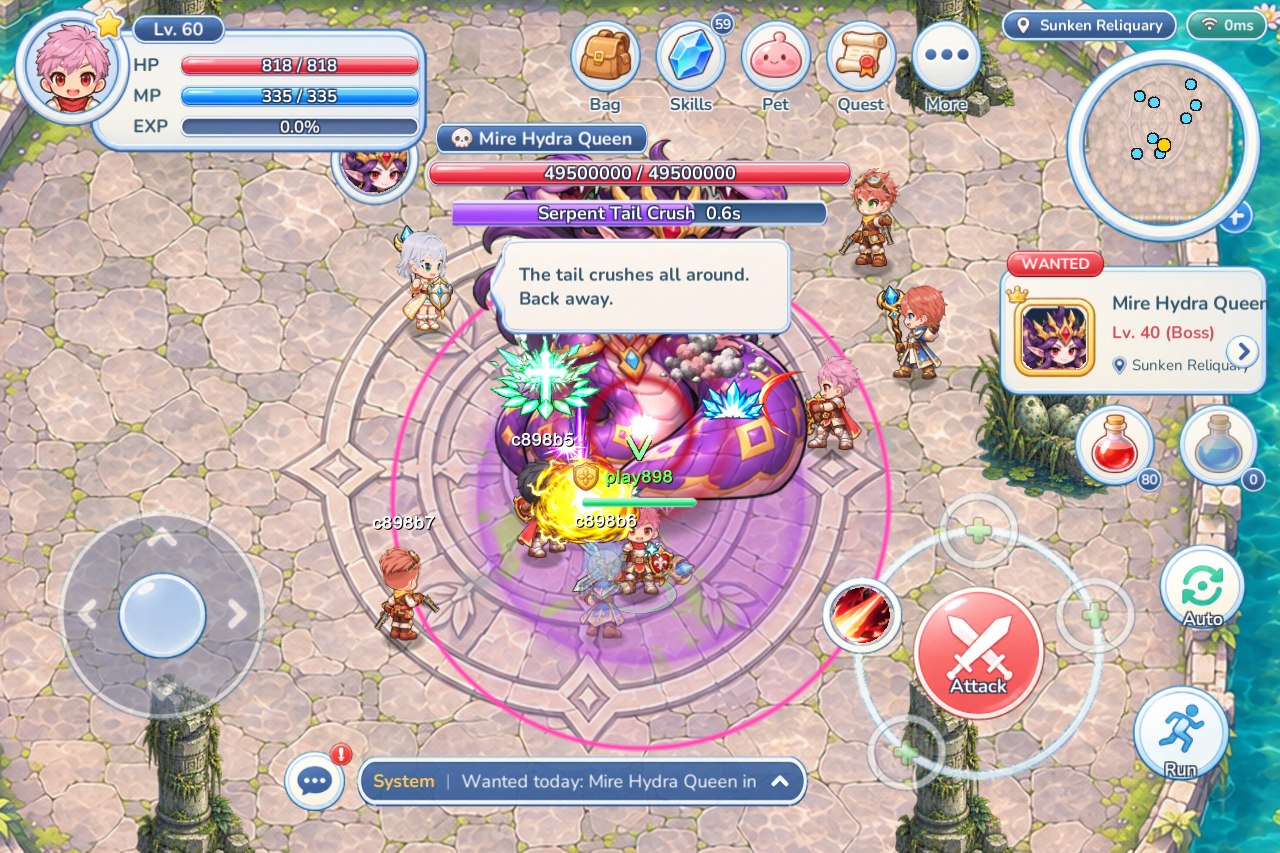 Lv. 60
HP 818 / 818
MP 335 / 335
EXP 0.0%
Bag
59
Skills
Pet
Quest
More
Sunken Reliquary
0ms
Mire Hydra Queen
49500000 / 49500000
Serpent Tail Crush 0.6s
The tail crushes all around.
Back away.
WANTED
Mire Hydra Queen
Lv. 40 (Boss)
Sunken Reliquary
80
0
c898b5
play898
c898b6
c898b7
Auto
Attack
Run
System | Wanted today: Mire Hydra Queen in